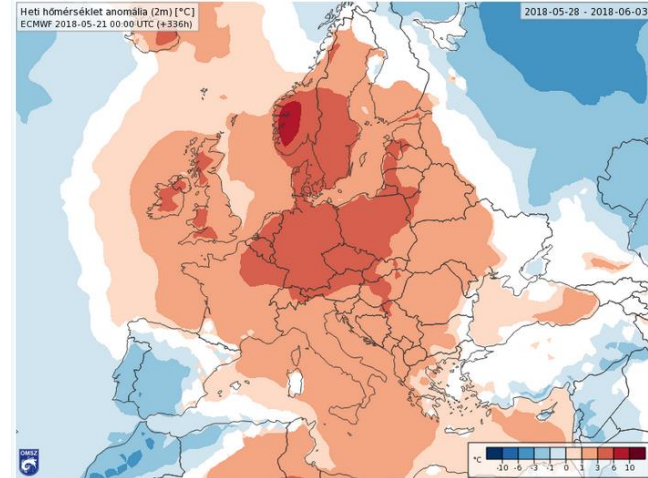 Heti hőmérséklet anomália (2m) [°C]
ECMWF 2018-05-21 00:00 UTC (+336h)
2018-05-28 - 2018-06-03
°C
-10 -6 -3 -1 0 1 3 6 10
OMSZ